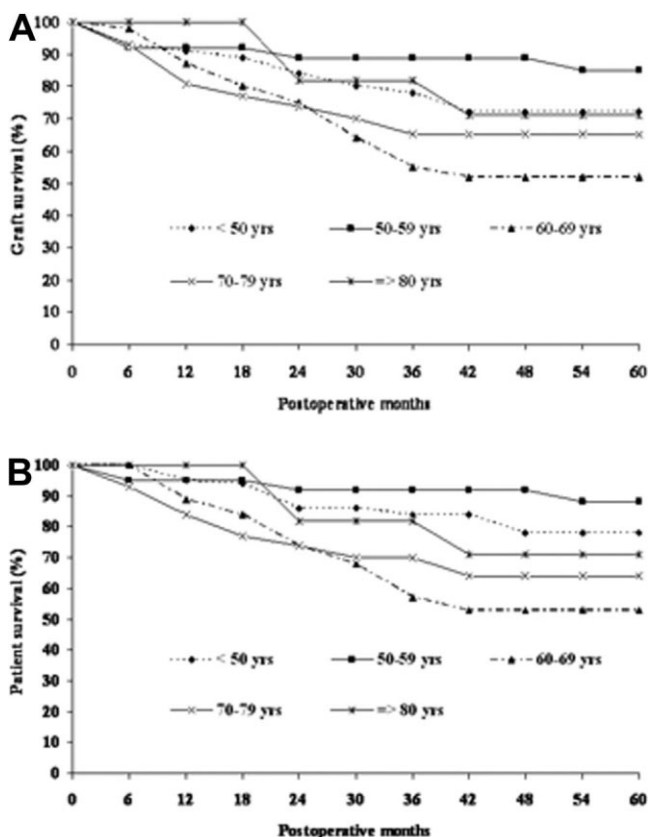 A
100
90
80
70
60
50
40
30
20
10
0
Graft survival (%)
< 50 yrs 50-59 yrs 60-69 yrs
70-79 yrs => 80 yrs
0 6 12 18 24 30 36 42 48 54 60
Postoperative months
B
100
90
80
70
60
50
40
30
20
10
0
Patient survival (%)
< 50 yrs 50-59 yrs 60-69 yrs
70-79 yrs => 80 yrs
0 6 12 18 24 30 36 42 48 54 60
Postoperative months